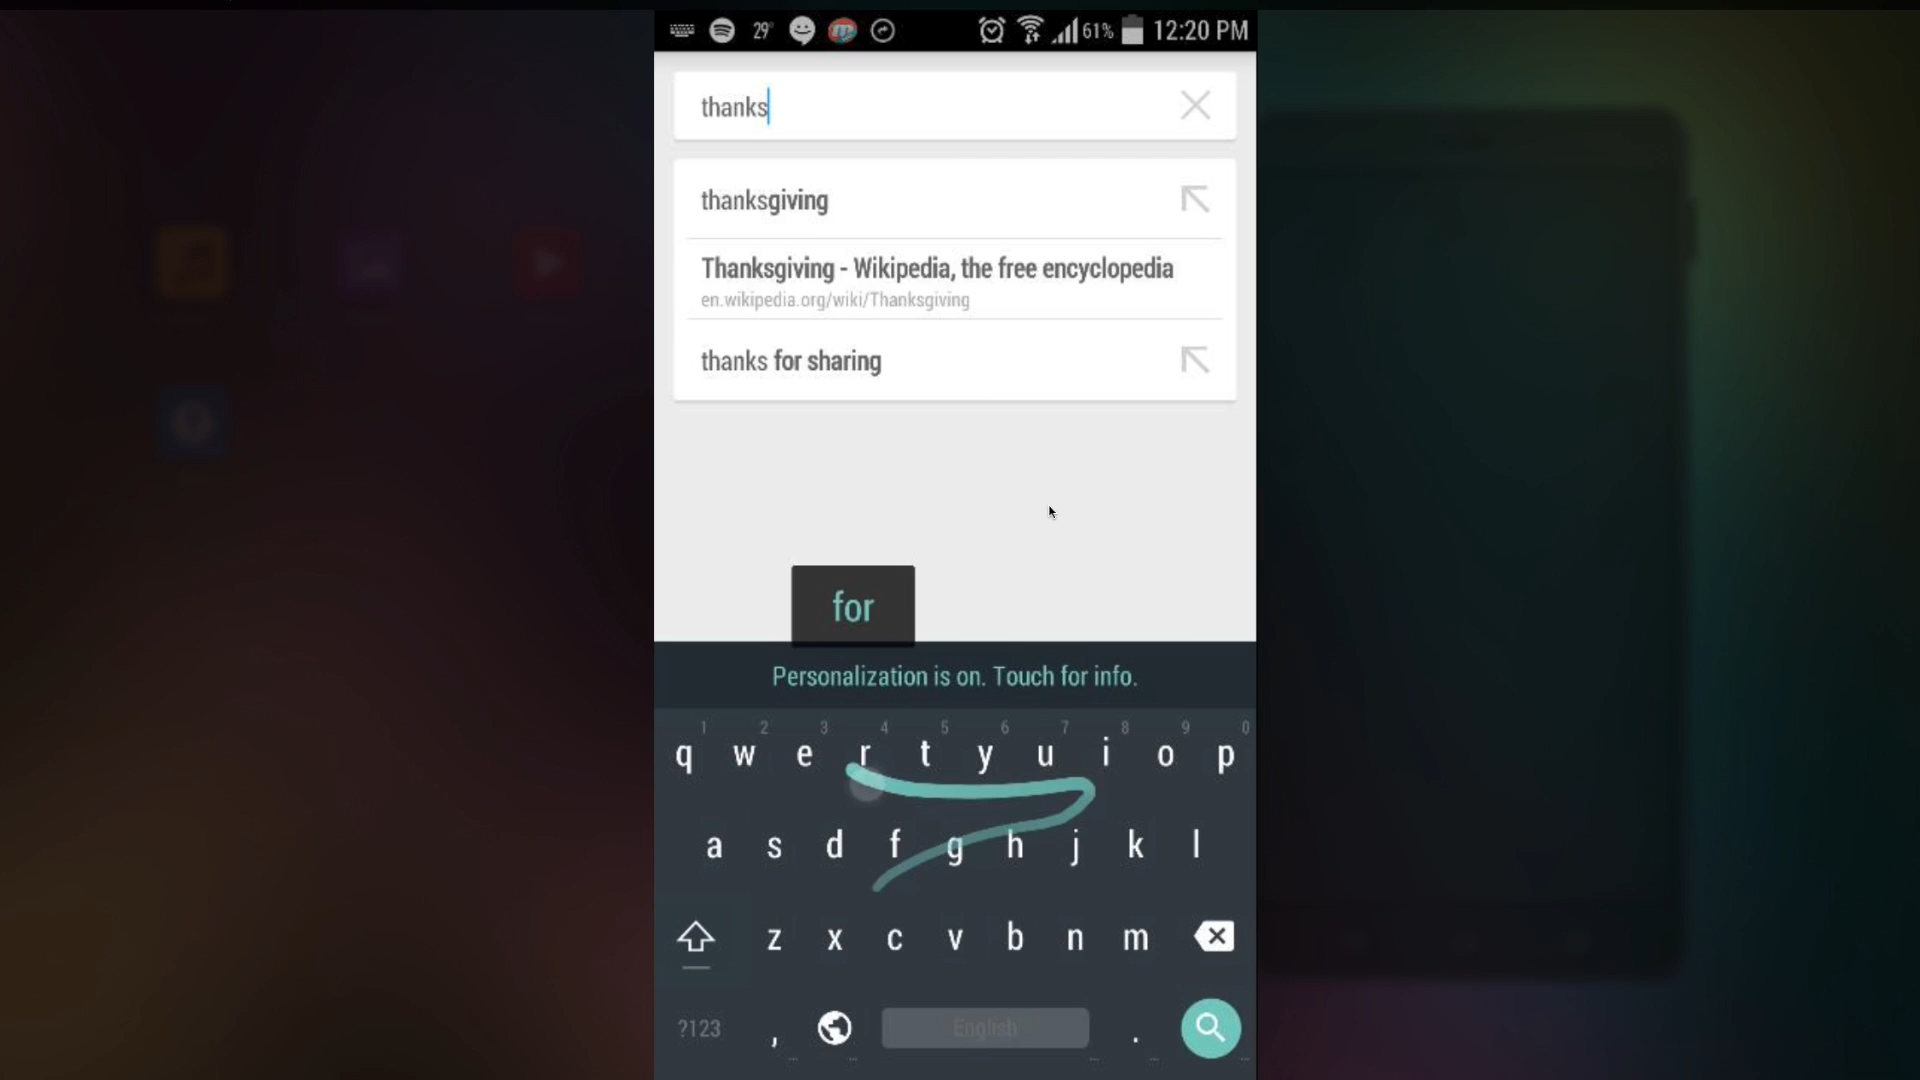 29° 61% 12:20 PM
thanks
thanksgiving
Thanksgiving - Wikipedia, the free encyclopedia
en.wikipedia.org/wiki/Thanksgiving
thanks for sharing
for
Personalization is on. Touch for info.
1 2 3 4 5 6 7 8 9 0
q w e r t y u i o p
a s d f g h j k l
z x c v b n m
?123 , English .